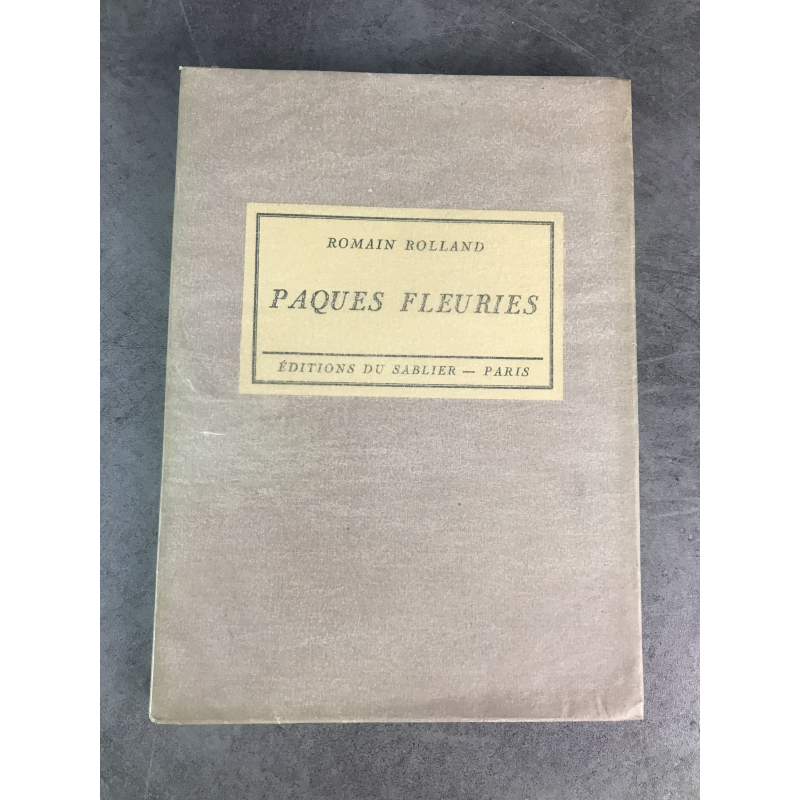 ROMAIN ROLLAND
PAQUES FLEURIES
ÉDITIONS DU SABLIER — PARIS